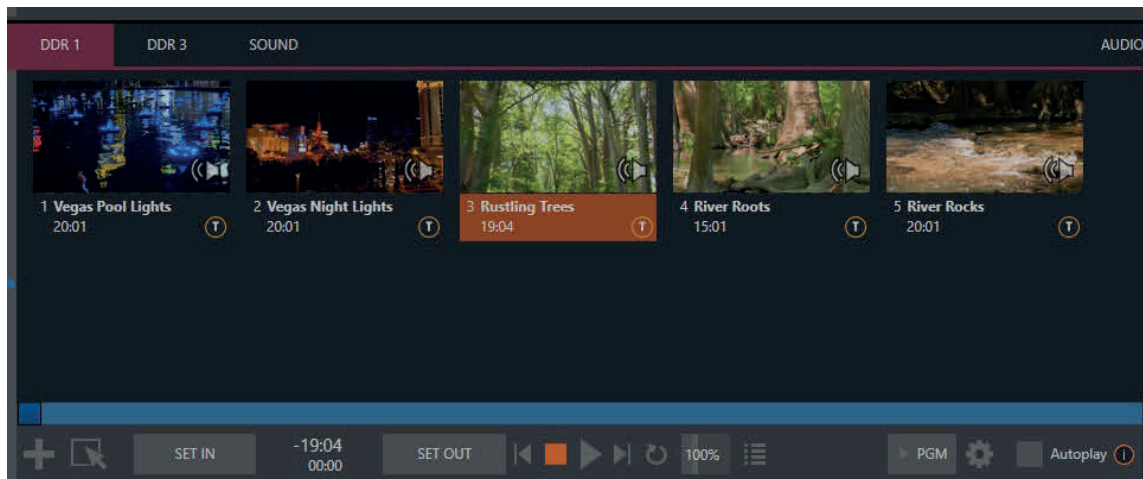 DDR 1 DDR 3 SOUND AUDIO
1 Vegas Pool Lights
20:01 T
2 Vegas Night Lights
20:01 T
3 Rustling Trees
19:04 T
4 River Roots
15:01 T
5 River Rocks
20:01 T
SET IN -19:04 SET OUT 100% PGM Autoplay i
00:00